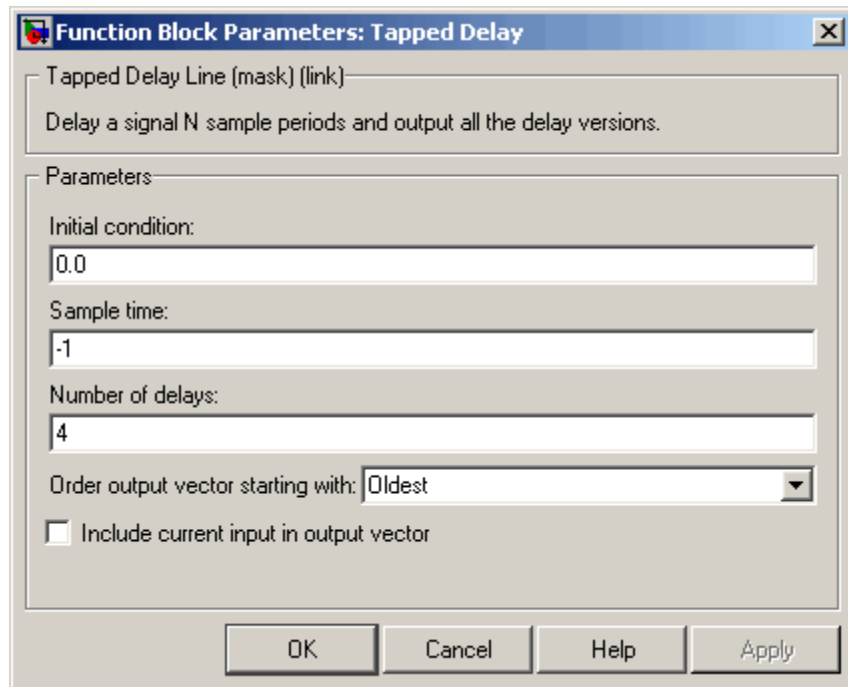 Function Block Parameters: Tapped Delay
Tapped Delay Line (mask) (link)
Delay a signal N sample periods and output all the delay versions.
Parameters
Initial condition:
0.0
Sample time:
-1
Number of delays:
4
Order output vector starting with: Oldest
Include current input in output vector
OK Cancel Help Apply